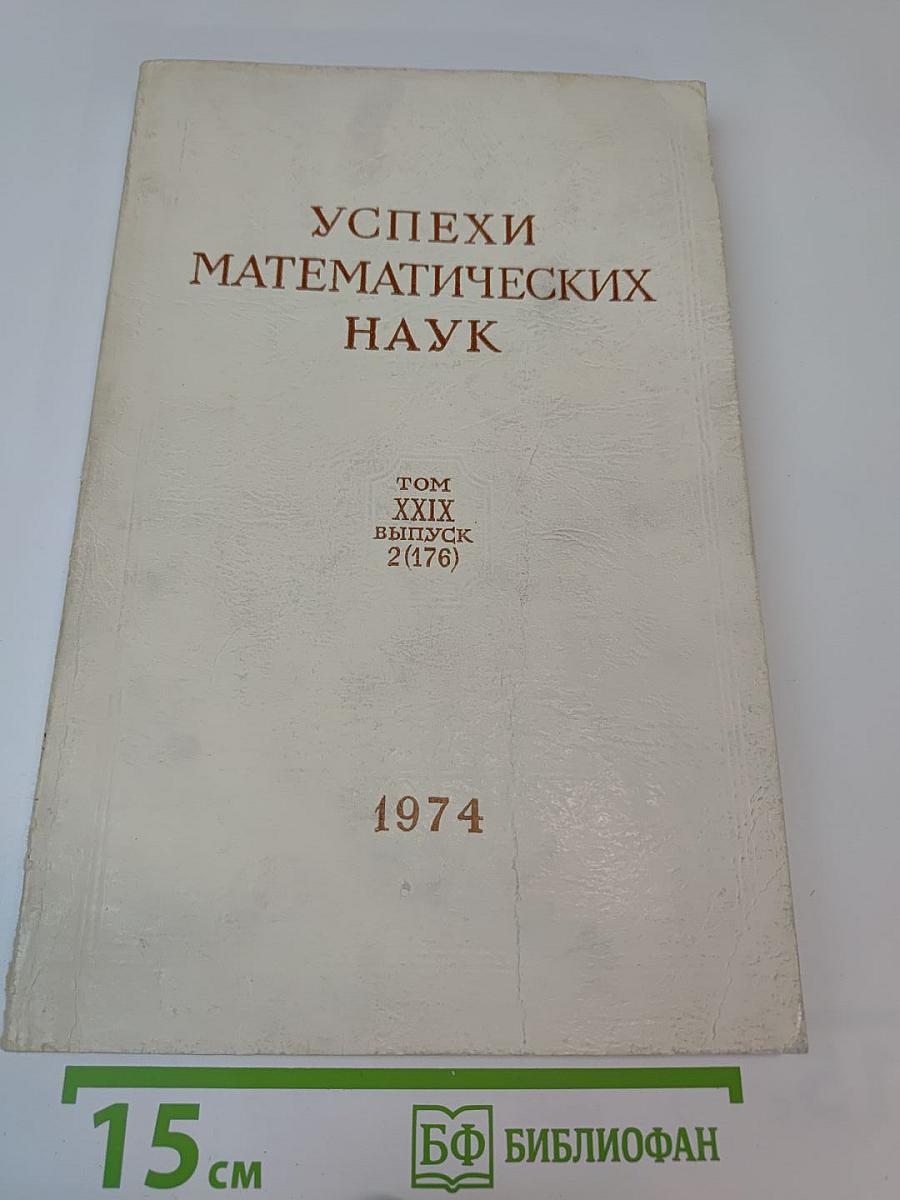 УСПЕХИ
МАТЕМАТИЧЕСКИХ
НАУК
ТОМ
XXIX
ВЫПУСК
2(176)
1974
15 см
БФ БИБЛИОФАН